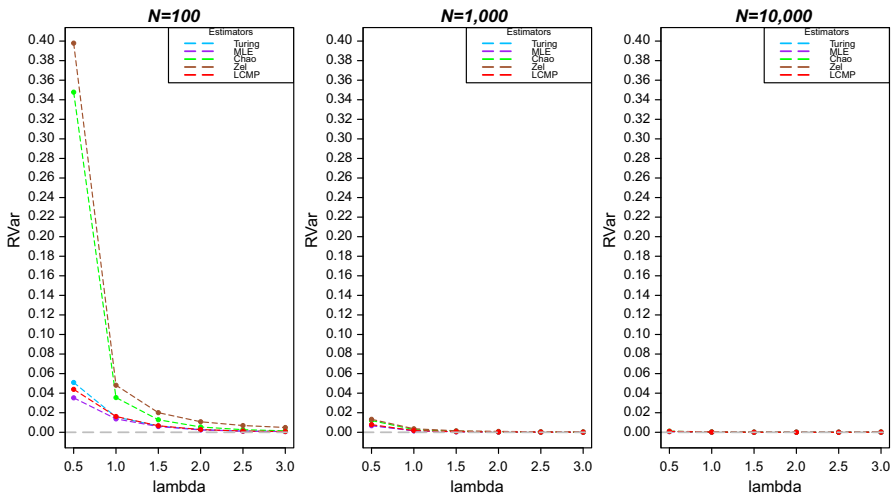 N=100
Estimators
Turing
MLE
Chao
Zel
LCMP
RVar
0.40
0.38
0.36
0.34
0.32
0.30
0.28
0.26
0.24
0.22
0.20
0.18
0.16
0.14
0.12
0.10
0.08
0.06
0.04
0.02
0.00
0.5 1.0 1.5 2.0 2.5 3.0
lambda
N=1,000
Estimators
Turing
MLE
Chao
Zel
LCMP
RVar
0.40
0.38
0.36
0.34
0.32
0.30
0.28
0.26
0.24
0.22
0.20
0.18
0.16
0.14
0.12
0.10
0.08
0.06
0.04
0.02
0.00
0.5 1.0 1.5 2.0 2.5 3.0
lambda
N=10,000
Estimators
Turing
MLE
Chao
Zel
LCMP
RVar
0.40
0.38
0.36
0.34
0.32
0.30
0.28
0.26
0.24
0.22
0.20
0.18
0.16
0.14
0.12
0.10
0.08
0.06
0.04
0.02
0.00
0.5 1.0 1.5 2.0 2.5 3.0
lambda